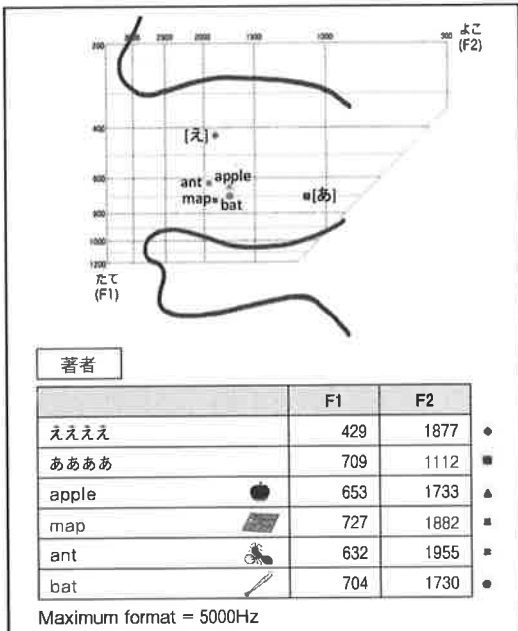 よこ
(F2)
3000 2500 2000 1500 1000 500
200
400
[え]
600
ant apple
[あ]
map bat
800
1000
1200
たて
(F1)
著者
F1 F2
ええええ 429 1877
ああああ 709 1112
apple 653 1733
map 727 1882
ant 632 1955
bat 704 1730
Maximum format = 5000Hz